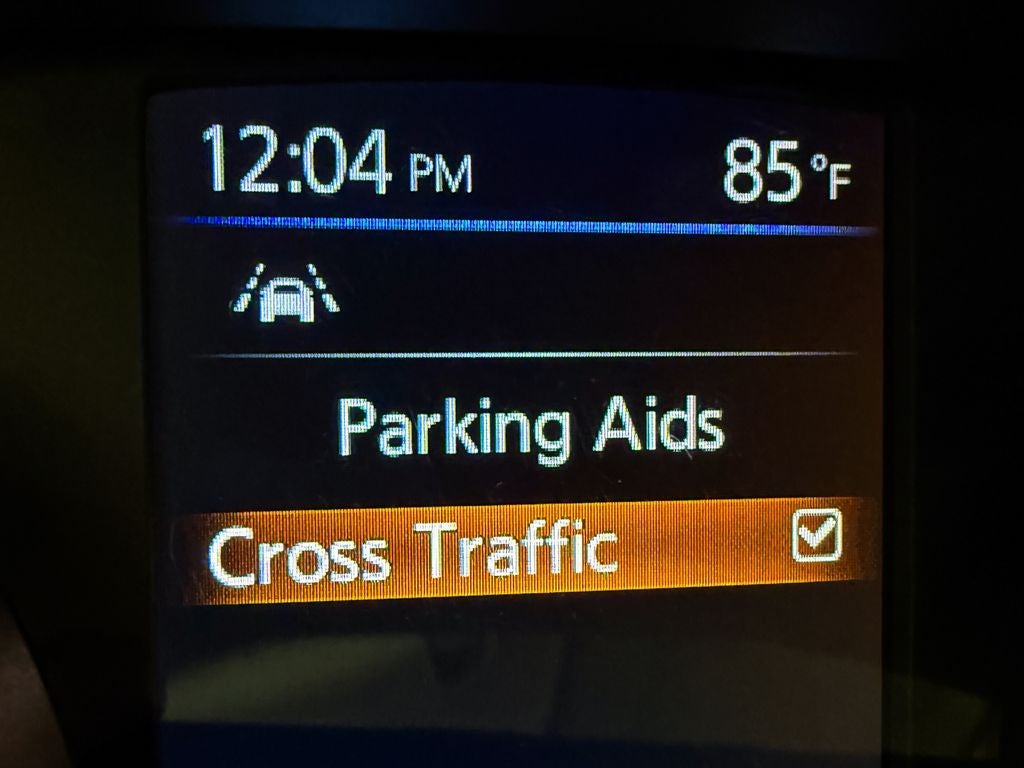 12:04 PM 85°F
Parking Aids
Cross Traffic